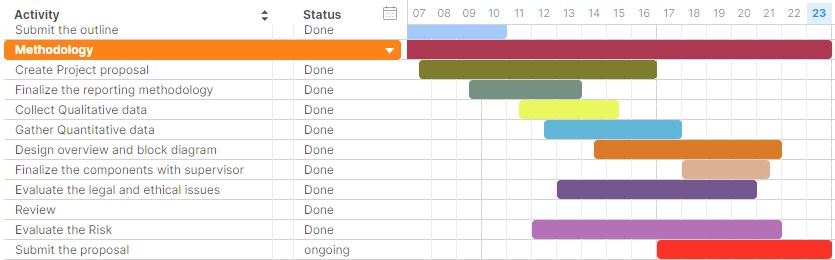 Activity Status 07 08 09 10 11 12 13 14 15 16 17 18 19 20 21 22 23
Submit the outline Done
Methodology
Create Project proposal Done
Finalize the reporting methodology Done
Collect Qualitative data Done
Gather Quantitative data Done
Design overview and block diagram Done
Finalize the components with supervisor Done
Evaluate the legal and ethical issues Done
Review Done
Evaluate the Risk Done
Submit the proposal ongoing